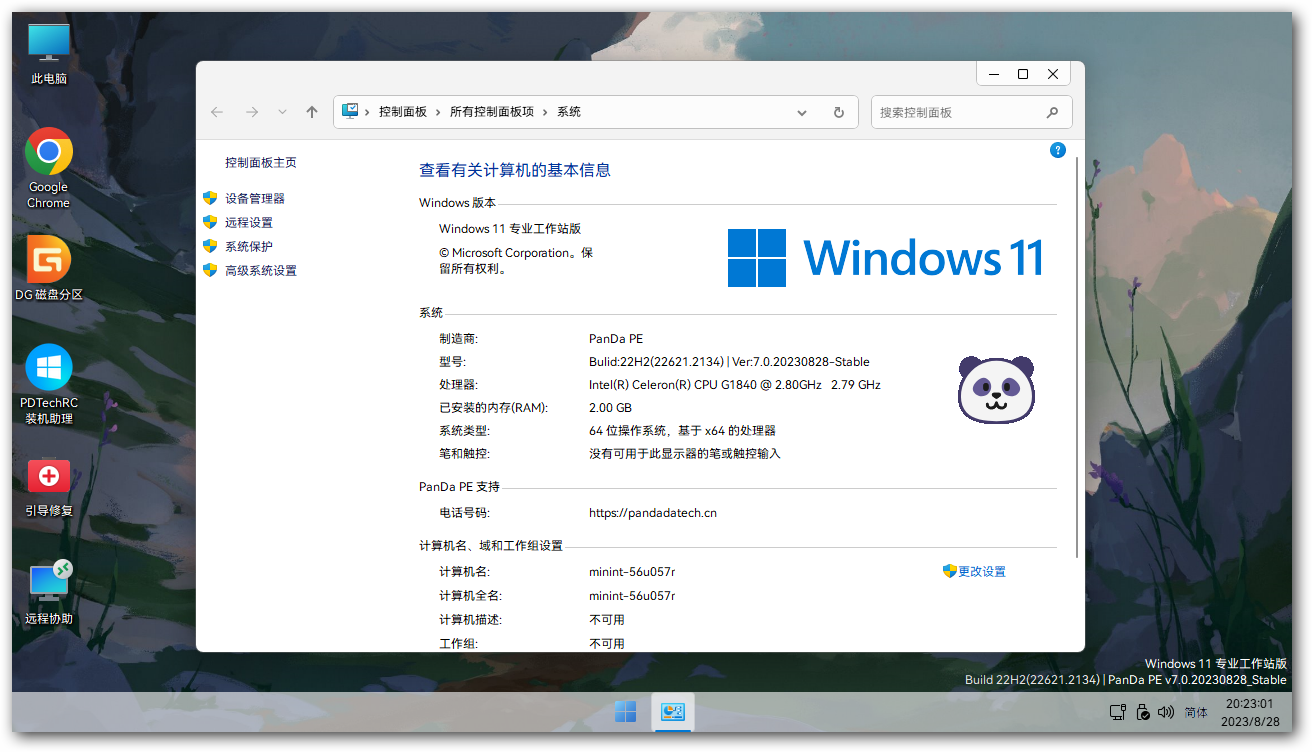 此电脑
Google
Chrome
DG磁盘分区
PDTechRC
装机助理
引导修复
远程协助
控制面板 › 所有控制面板项 › 系统
搜索控制面板
控制面板主页
设备管理器
远程设置
系统保护
高级系统设置
查看有关计算机的基本信息
Windows 版本
Windows 11 专业工作站版
© Microsoft Corporation。保
留所有权利。
Windows 11
系统
制造商: PanDa PE
型号: Bulid:22H2(22621.2134) | Ver:7.0.20230828-Stable
处理器: Intel(R) Celeron(R) CPU G1840 @ 2.80GHz 2.79 GHz
已安装的内存(RAM): 2.00 GB
系统类型: 64 位操作系统，基于 x64 的处理器
笔和触控: 没有可用于此显示器的笔或触控输入
PanDa PE 支持
电话号码: https://pandadatech.cn
计算机名、域和工作组设置
计算机名: minint-56u057r 更改设置
计算机全名: minint-56u057r
计算机描述: 不可用
工作组: 不可用
Windows 11 专业工作站版
Build 22H2(22621.2134) | PanDa PE v7.0.20230828_Stable
简体
20:23:01
2023/8/28